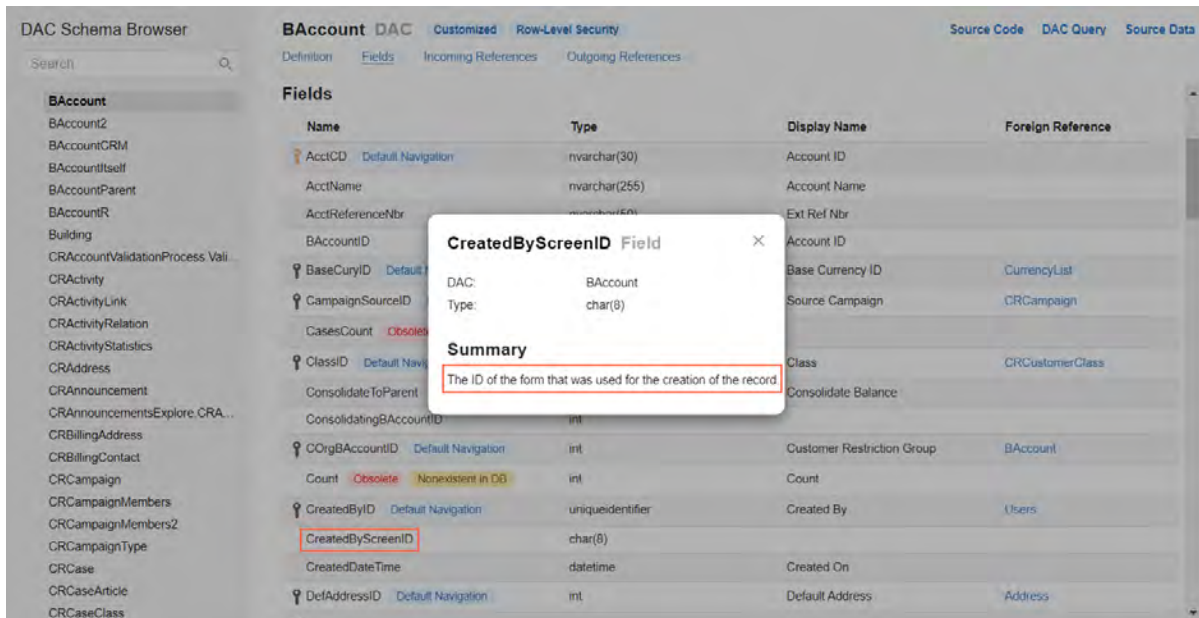 DAC Schema Browser
Search
BAccount
BAccount2
BAccountCRM
BAccountItself
BAccountParent
BAccountR
Building
CRAccountValidationProcess.Vali...
CRActivity
CRActivityLink
CRActivityRelation
CRActivityStatistics
CRAddress
CRAnnouncement
CRAnnouncementsExplore.CRA...
CRBillingAddress
CRBillingContact
CRCampaign
CRCampaignMembers
CRCampaignMembers2
CRCampaignType
CRCase
CRCaseArticle
CRCaseClass
BAccount DAC Customized Row-Level Security
Source Code DAC Query Source Data
Definition Fields Incoming References Outgoing References
Fields
Name Type Display Name Foreign Reference
AcctCD Default Navigation nvarchar(30) Account ID
AcctName nvarchar(255) Account Name
AcctReferenceNbr nvarchar(50) Ext Ref Nbr
BAccountID Account ID
BaseCuryID Default Base Currency ID CurrencyList
CampaignSourceID Source Campaign CRCampaign
CasesCount Obsolete
ClassID Default Class CRCustomerClass
ConsolidateToParent Consolidate Balance
ConsolidatingBAccountID int
COrgBAccountID Default Navigation int Customer Restriction Group BAccount
Count Obsolete Nonexistent in DB int Count
CreatedByID Default Navigation uniqueidentifier Created By Users
CreatedByScreenID char(8)
CreatedDateTime datetime Created On
DefAddressID Default Navigation int Default Address Address
CreatedByScreenID Field
DAC: BAccount
Type: char(8)
Summary
The ID of the form that was used for the creation of the record.